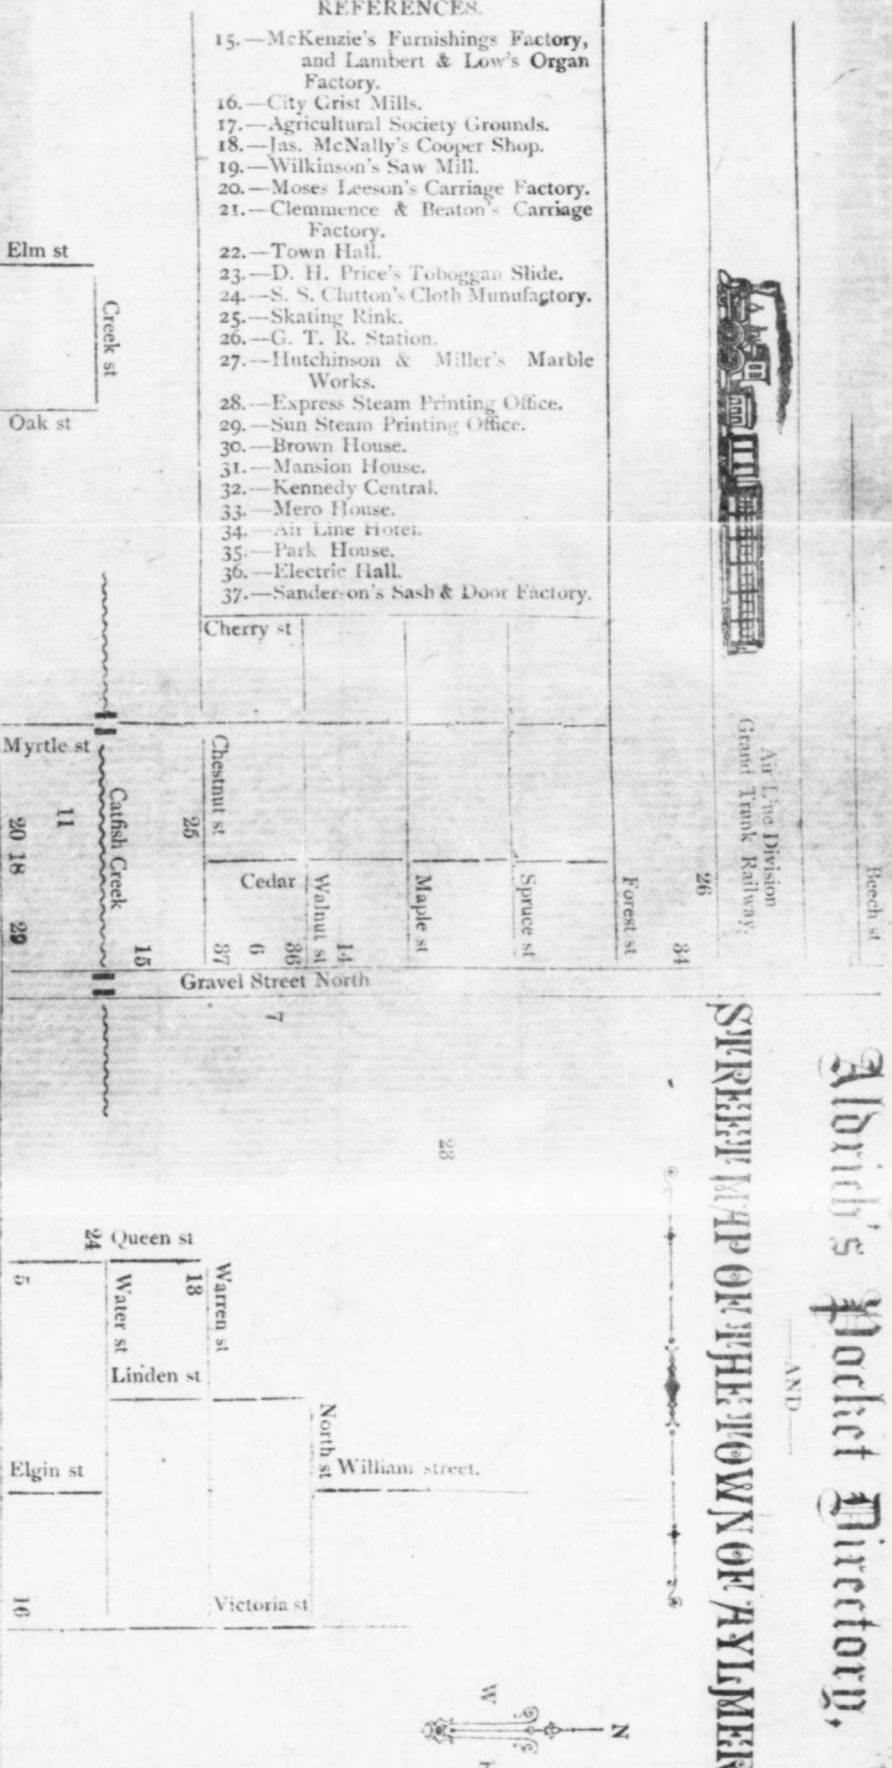 REFERENCES.
15.—McKenzie's Furnishings Factory,
and Lambert & Low's Organ
Factory.
16.—City Grist Mills.
17.—Agricultural Society Grounds.
18.—Jas. McNally's Cooper Shop.
19.—Wilkinson's Saw Mill.
20.—Moses Leeson's Carriage Factory.
21.—Clemmence & Beaton's Carriage
Factory.
22.—Town Hall.
23.—D. H. Price's Toboggan Slide.
24.—S. S. Clutton's Cloth Munufagtory.
25.—Skating Rink.
26.—G. T. R. Station.
27.—Hutchinson & Miller's Marble
Works.
28.—Express Steam Printing Office.
29.—Sun Steam Printing Office.
30.—Brown House.
31.—Mansion House.
32.—Kennedy Central.
33.—Mero House.
34.—Air Line Hotel.
35.—Park House.
36.—Electric Hall.
37.—Sanderson's Sash & Door Factory.
Elm st
Creek st
Oak st
Cherry st
Myrtle st
Chestnut st
Catfish Creek
11
20 18
29
25
15
Cedar
Walnut st
37
6
36
14
Maple st
Spruce st
Forest st
26
34
Air Line Division
Grand Trunk Railway.
Beech st
Gravel Street North
7
23
Aldrich's Pocket Directory,
—AND—
STREET MAP OF THE TOWN OF AYLMER
24
Queen st
5
Water st
13
Warren st
Linden st
North st
Elgin st
William street.
16
Victoria st
W
N